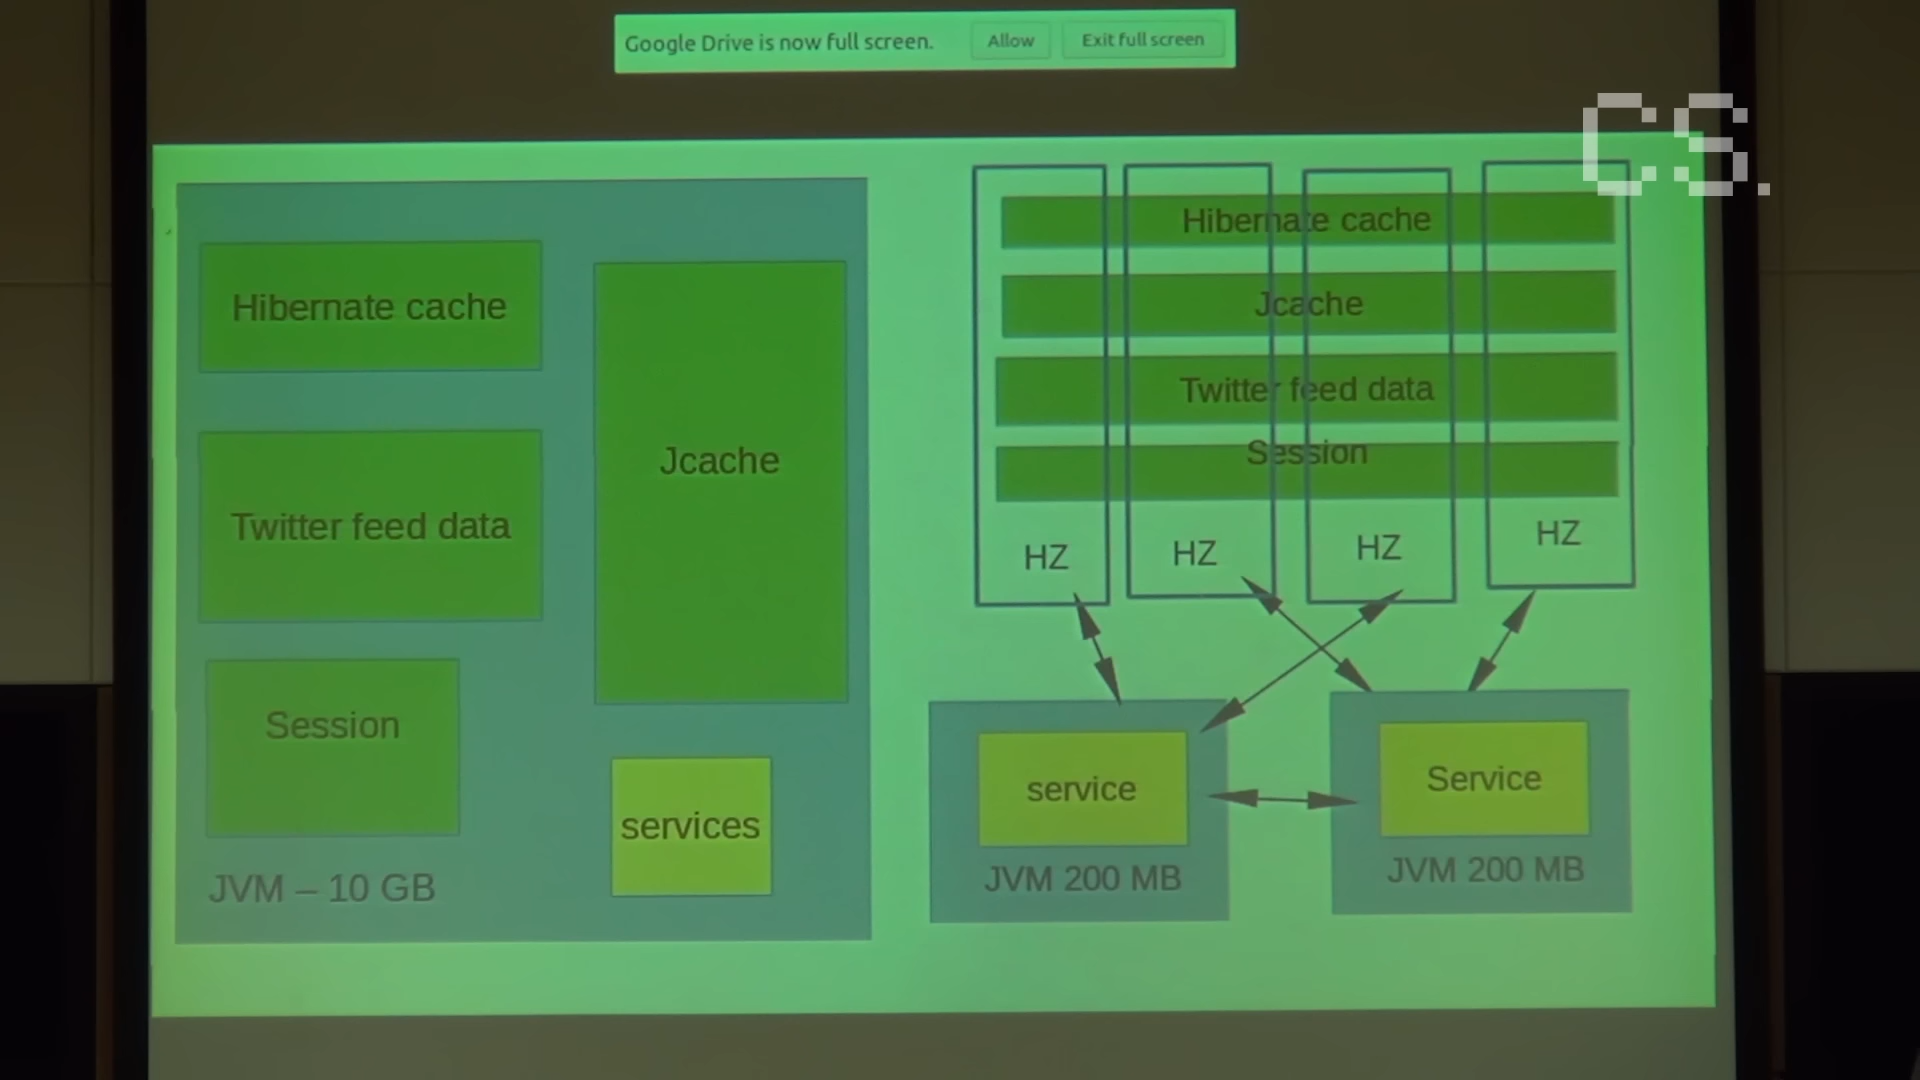 Google Drive is now full screen. Allow Exit full screen
CS.
Hibernate cache
Twitter feed data
Session
JVM – 10 GB
Jcache
services
Hibernate cache
Jcache
Twitter feed data
Session
HZ HZ HZ HZ
service
JVM 200 MB
Service
JVM 200 MB